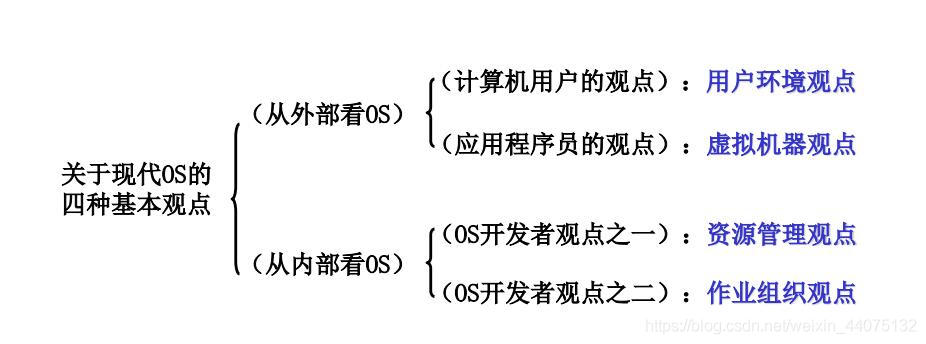 （计算机用户的观点）：用户环境观点
（从外部看OS）
（应用程序员的观点）：虚拟机器观点
关于现代OS的
四种基本观点
（OS开发者观点之一）：资源管理观点
（从内部看OS）
（OS开发者观点之二）：作业组织观点
https://blog.csdn.net/weixin_44075132